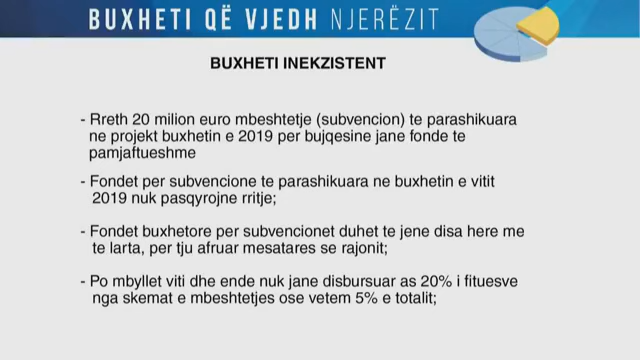 BUXHETI QË VJEDH NJERËZIT
BUXHETI INEKZISTENT
- Rreth 20 milion euro mbeshtetje (subvencion) te parashikuara
ne projekt buxhetin e 2019 per bujqesine jane fonde te
pamjaftueshme
- Fondet per subvencione te parashikuara ne buxhetin e vitit
2019 nuk pasqyrojne rritje;
- Fondet buxhetore per subvencionet duhet te jene disa here me
te larta, per tju afruar mesatares se rajonit;
- Po mbyllet viti dhe ende nuk jane disbursuar as 20% i fituesve
nga skemat e mbeshtetjes ose vetem 5% e totalit;